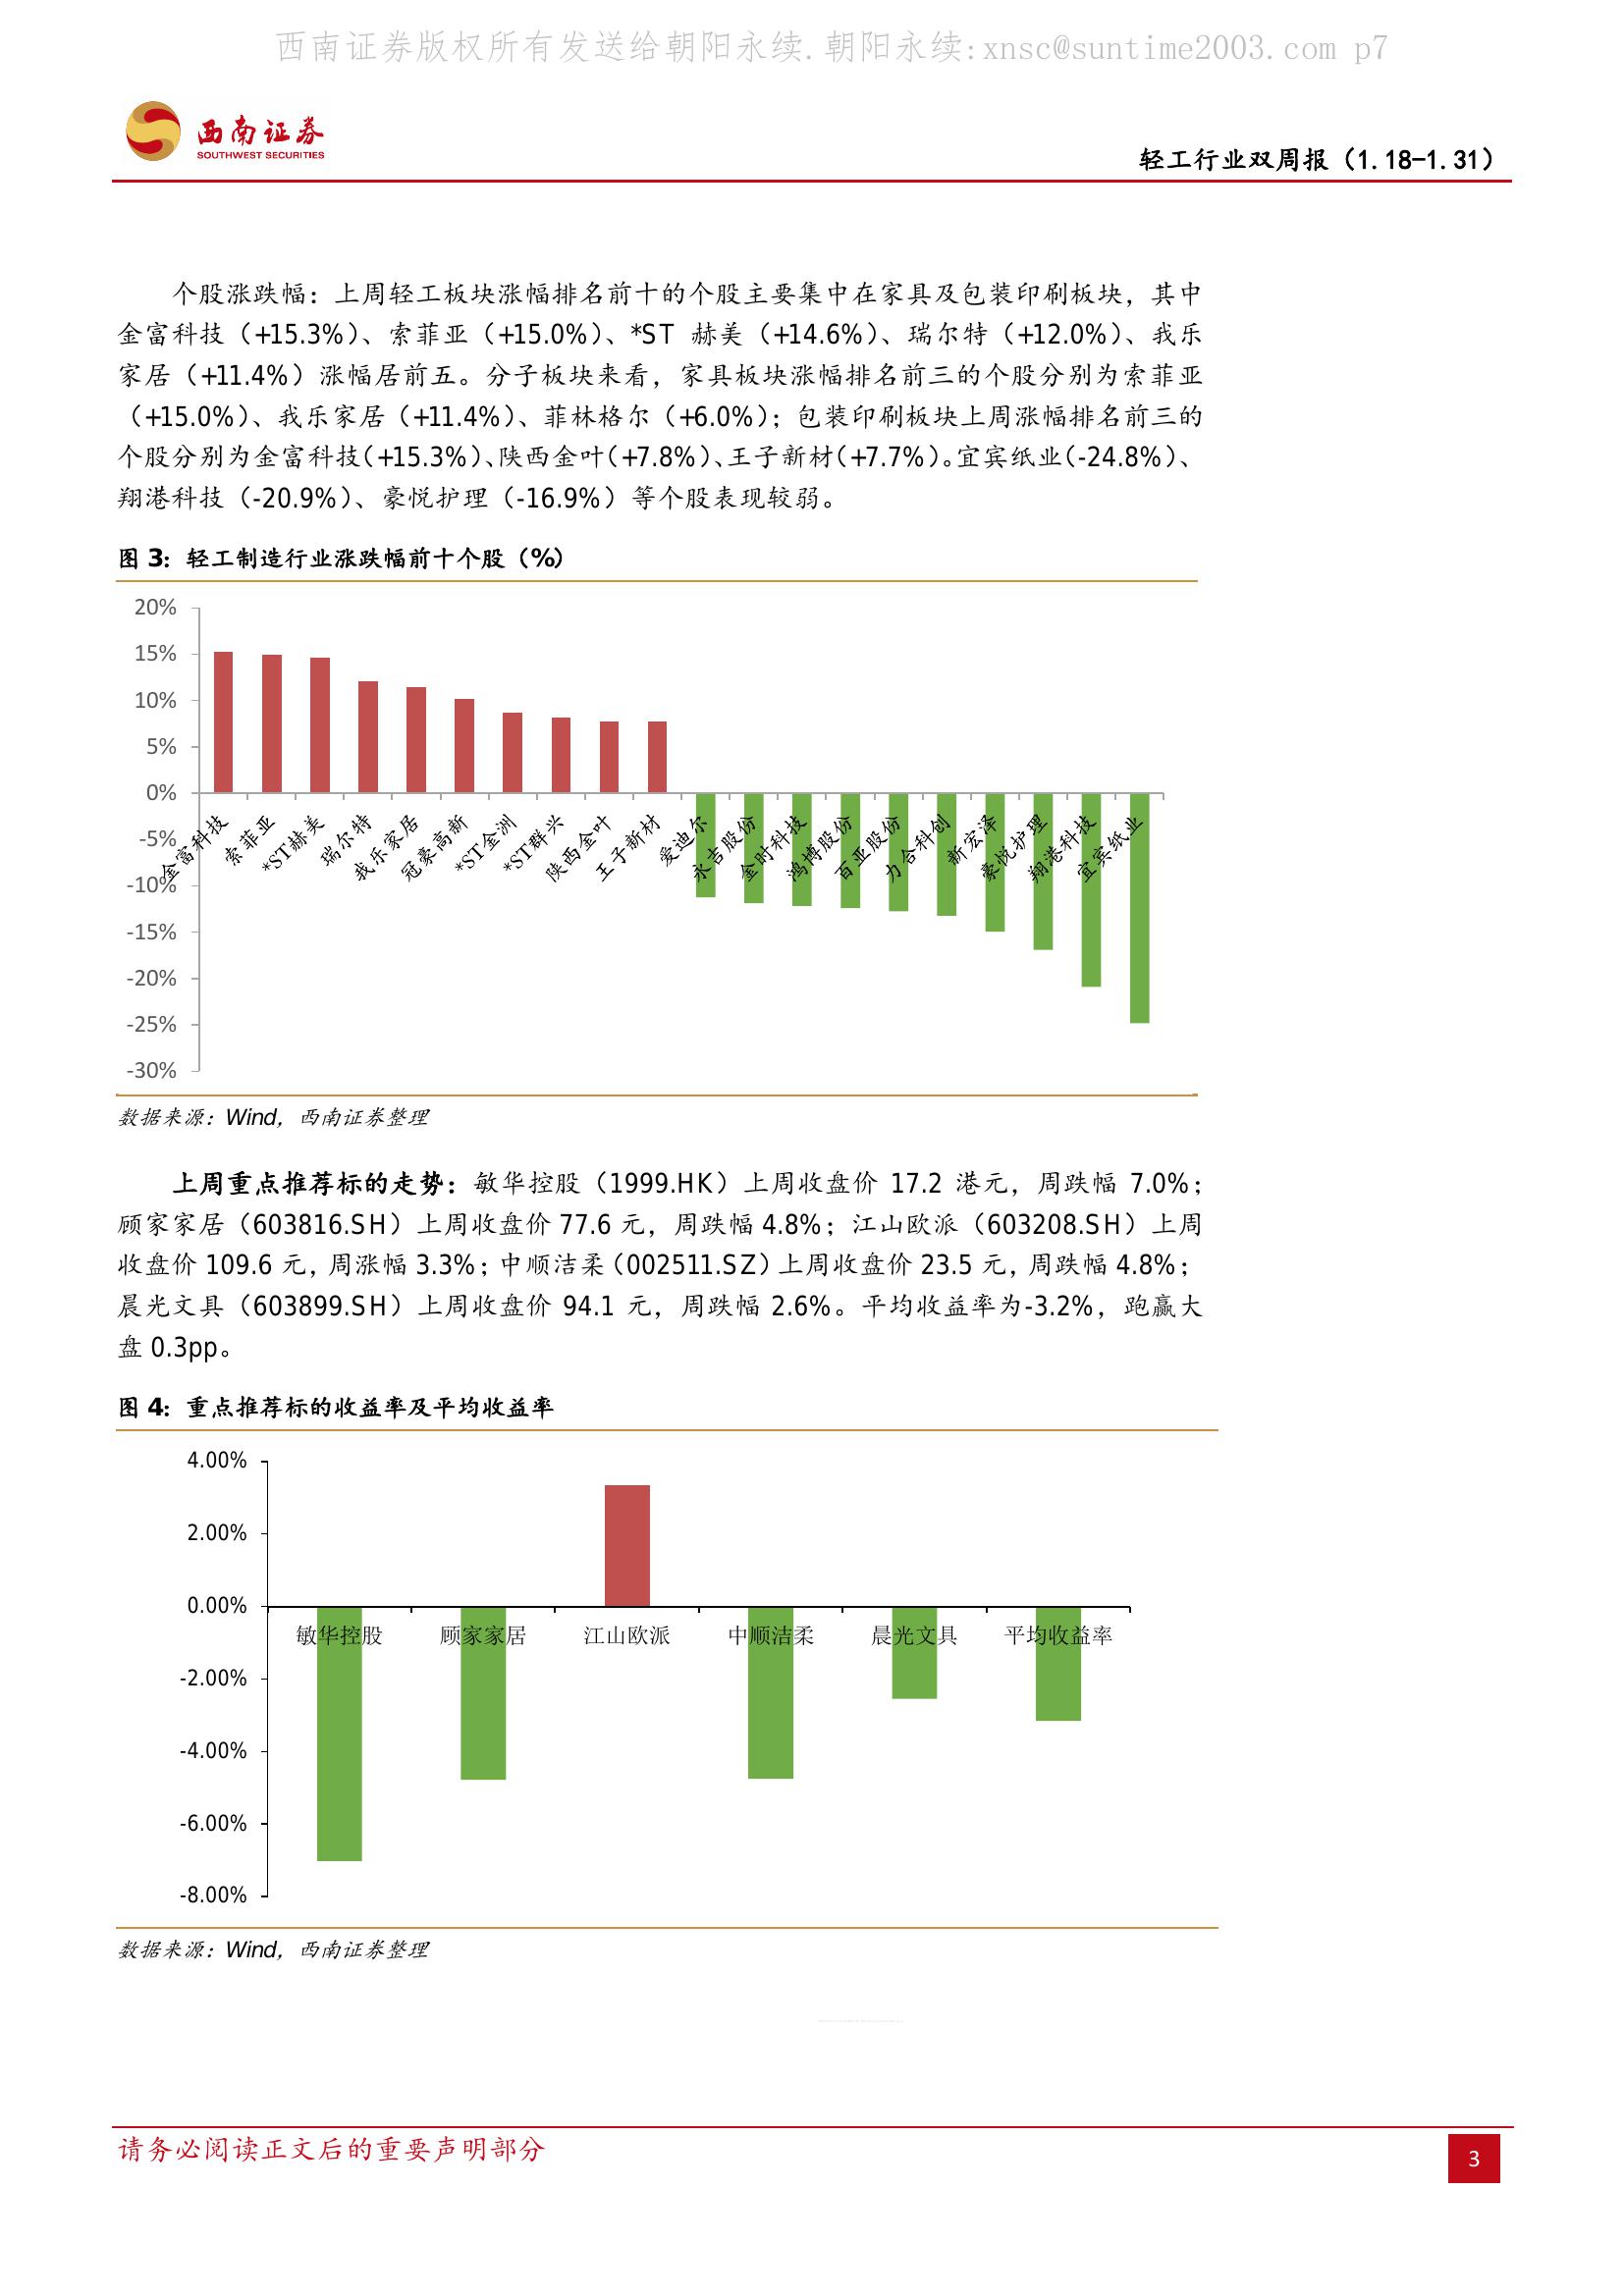 西南证券版权所有发送给朝阳永续.朝阳永续:xnsc@suntime2003.com p7
西南证券
SOUTHWEST SECURITIES
轻工行业双周报（1.18-1.31）
个股涨跌幅：上周轻工板块涨幅排名前十的个股主要集中在家具及包装印刷板块，其中
金富科技（+15.3%）、索菲亚（+15.0%）、*ST 赫美（+14.6%）、瑞尔特（+12.0%）、我乐
家居（+11.4%）涨幅居前五。分子板块来看，家具板块涨幅排名前三的个股分别为索菲亚
（+15.0%）、我乐家居（+11.4%）、菲林格尔（+6.0%）；包装印刷板块上周涨幅排名前三的
个股分别为金富科技（+15.3%）、陕西金叶（+7.8%）、王子新材（+7.7%）。宜宾纸业（-24.8%）、
翔港科技（-20.9%）、豪悦护理（-16.9%）等个股表现较弱。
图 3：轻工制造行业涨跌幅前十个股（%）
20%
15%
10%
5%
0%
-5%
-10%
-15%
-20%
-25%
-30%
金富科技
索菲亚
*ST赫美
瑞尔特
我乐家居
冠豪高新
*ST金洲
*ST群兴
陕西金叶
王子新材
爱迪尔
永吉股份
金时科技
鸿博股份
百亚股份
力合科创
新宏泽
豪悦护理
翔港科技
宜宾纸业
数据来源：Wind，西南证券整理
上周重点推荐标的走势：敏华控股（1999.HK）上周收盘价 17.2 港元，周跌幅 7.0%；
顾家家居（603816.SH）上周收盘价 77.6 元，周跌幅 4.8%；江山欧派（603208.SH）上周
收盘价 109.6 元，周涨幅 3.3%；中顺洁柔（002511.SZ）上周收盘价 23.5 元，周跌幅 4.8%；
晨光文具（603899.SH）上周收盘价 94.1 元，周跌幅 2.6%。平均收益率为-3.2%，跑赢大
盘 0.3pp。
图 4：重点推荐标的收益率及平均收益率
4.00%
2.00%
0.00%
-2.00%
-4.00%
-6.00%
-8.00%
敏华控股
顾家家居
江山欧派
中顺洁柔
晨光文具
平均收益率
数据来源：Wind，西南证券整理
请务必阅读正文后的重要声明部分
3